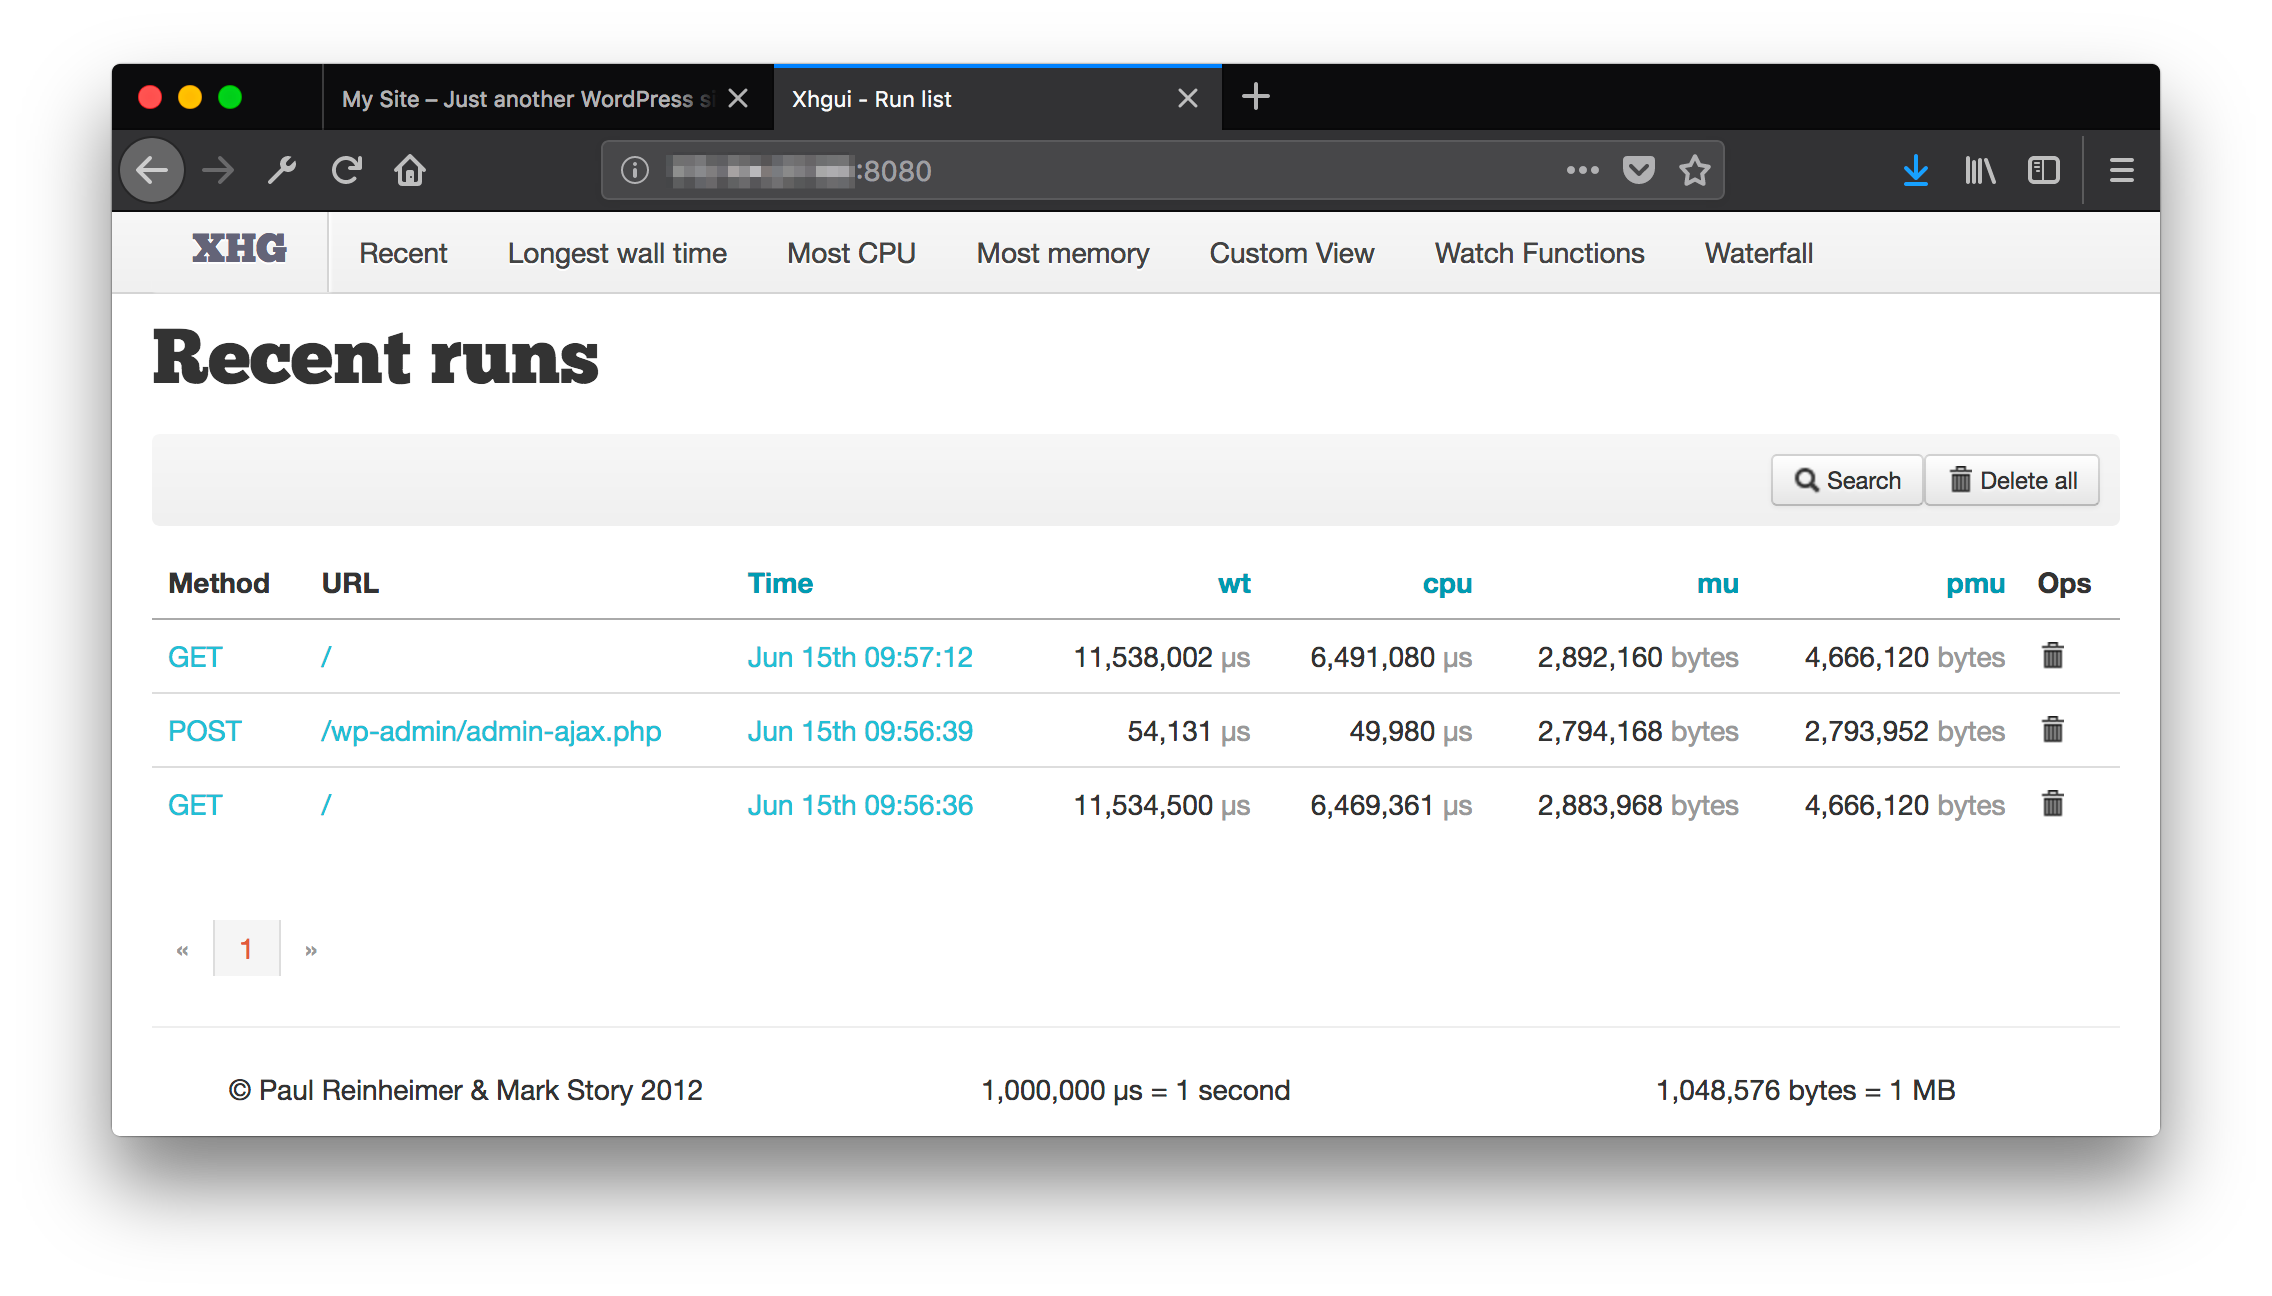 My Site – Just another WordPress si
Xhgui - Run list
:8080
XHG Recent Longest wall time Most CPU Most memory Custom View Watch Functions Waterfall
Recent runs
Search Delete all
Method URL Time wt cpu mu pmu Ops
GET / Jun 15th 09:57:12 11,538,002 µs 6,491,080 µs 2,892,160 bytes 4,666,120 bytes
POST /wp-admin/admin-ajax.php Jun 15th 09:56:39 54,131 µs 49,980 µs 2,794,168 bytes 2,793,952 bytes
GET / Jun 15th 09:56:36 11,534,500 µs 6,469,361 µs 2,883,968 bytes 4,666,120 bytes
« 1 »
© Paul Reinheimer & Mark Story 2012 1,000,000 µs = 1 second 1,048,576 bytes = 1 MB